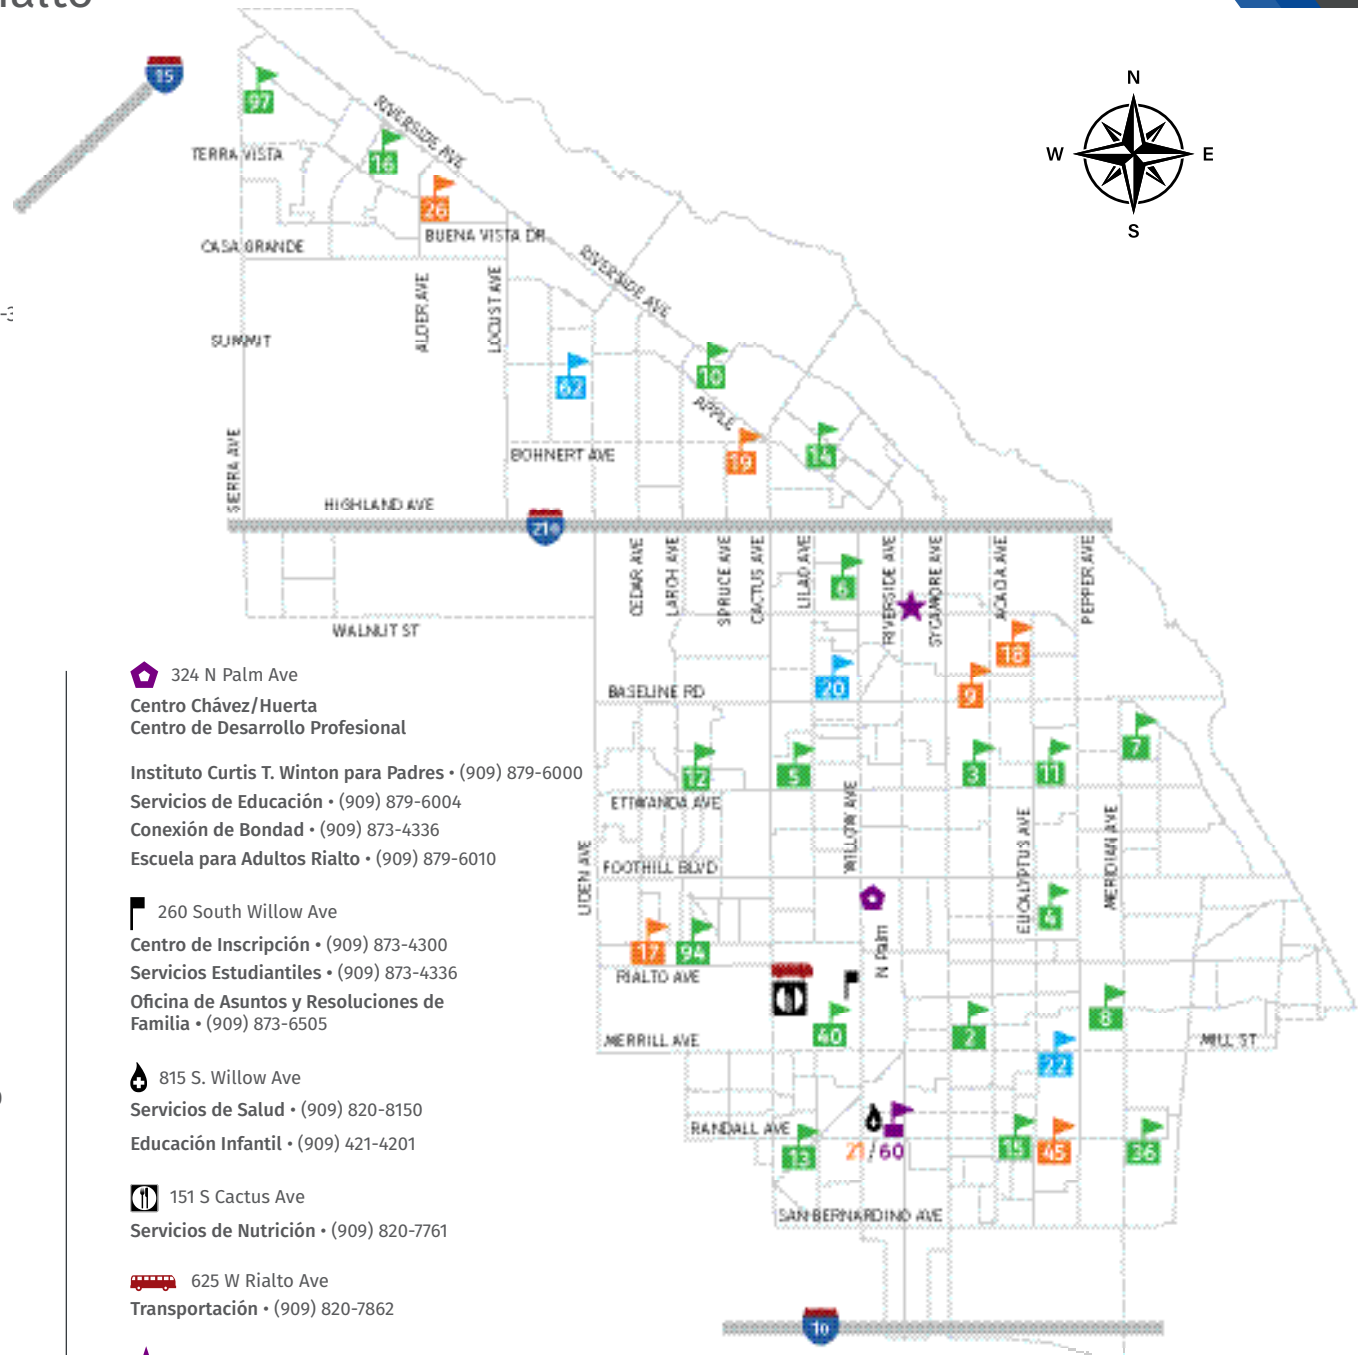 15
N
W E
S
97
RIVERSIDE AVE
TERRA VISTA
16
26
BUENA VISTA DR
CASA GRANDE
RIVERSIDE AVE
ALDER AVE
LOCUST AVE
SUMMIT
10
62
APPLE
SIERRA AVE
19
14
BOHNERT AVE
HIGHLAND AVE
210
CEDAR AVE
LARCH AVE
SPRUCE AVE
CACTUS AVE
LILAC AVE
6
RIVERSIDE AVE
SYCAMORE AVE
ACACIA AVE
PEPPER AVE
WALNUT ST
18
20
9
BASELINE RD
12
5
3
11
7
ETIWANDA AVE
WILLOW AVE
EUCALYPTUS AVE
MERIDIAN AVE
LINDEN AVE
FOOTHILL BLVD
4
17
94
N Palm
RIALTO AVE
40
2
8
MERRILL AVE
MILL ST
22
RANDALL AVE
13
21/60
15
45
36
SAN BERNARDINO AVE
10
324 N Palm Ave
Centro Chávez/Huerta
Centro de Desarrollo Profesional
Instituto Curtis T. Winton para Padres • (909) 879-6000
Servicios de Educación • (909) 879-6004
Conexión de Bondad • (909) 873-4336
Escuela para Adultos Rialto • (909) 879-6010
260 South Willow Ave
Centro de Inscripción • (909) 873-4300
Servicios Estudiantiles • (909) 873-4336
Oficina de Asuntos y Resoluciones de
Familia • (909) 873-6505
815 S. Willow Ave
Servicios de Salud • (909) 820-8150
Educación Infantil • (909) 421-4201
151 S Cactus Ave
Servicios de Nutrición • (909) 820-7761
625 W Rialto Ave
Transportación • (909) 820-7862